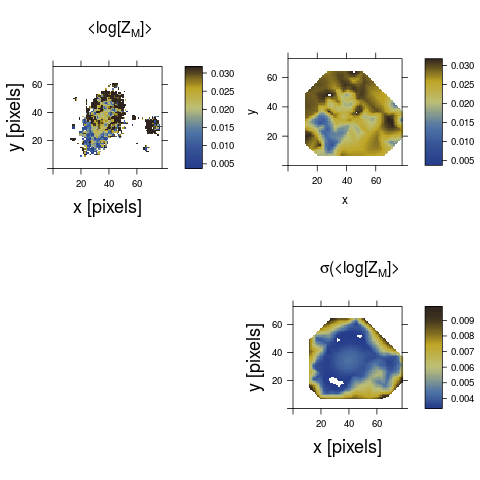 <log[Z_M]>
60
40
20
y [pixels]
20 40 60
x [pixels]
0.030
0.025
0.020
0.015
0.010
0.005
60
40
20
y
20 40 60
x
0.030
0.025
0.020
0.015
0.010
0.005
σ(<log[Z_M]>
60
40
20
y [pixels]
20 40 60
x [pixels]
0.009
0.008
0.007
0.006
0.005
0.004